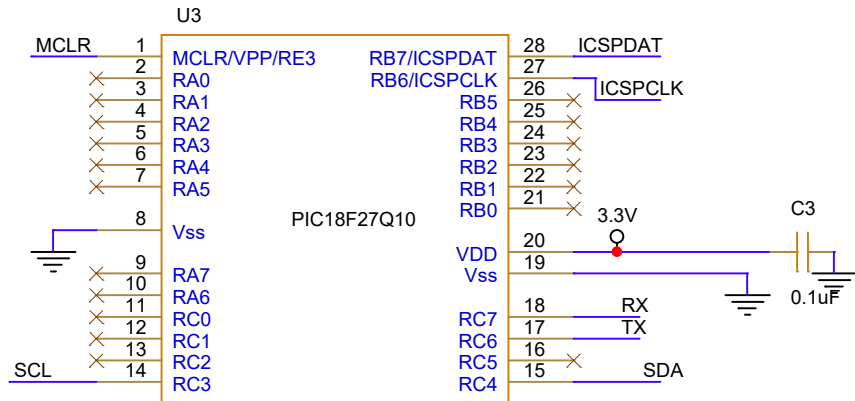 U3
MCLR 1 MCLR/VPP/RE3 RB7/ICSPDAT 28 ICSPDAT
2 RA0 RB6/ICSPCLK 27 ICSPCLK
3 RA1 RB5 26
4 RA2 RB4 25
5 RA3 RB3 24
6 RA4 RB2 23
7 RA5 RB1 22
RB0 21
8 Vss PIC18F27Q10 3.3V C3
VDD 20
9 RA7 Vss 19
10 RA6 0.1uF
11 RC0 RC7 18 RX
12 RC1 RC6 17 TX
13 RC2 RC5 16
SCL 14 RC3 RC4 15 SDA